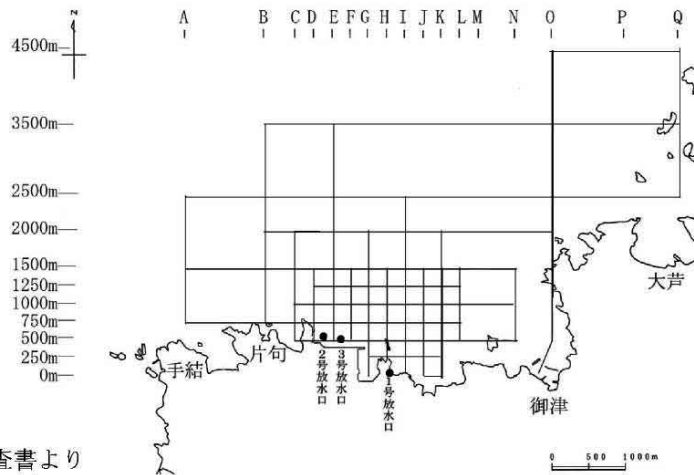 A B C D E F G H I J K L M N O P Q
N
4500m
3500m
2500m
2000m
1500m
1250m
1000m
750m
500m
250m
0m
大芦
片句
手結
2号放水口
3号放水口
1号放水口
御津
査書より
0 500 1000m